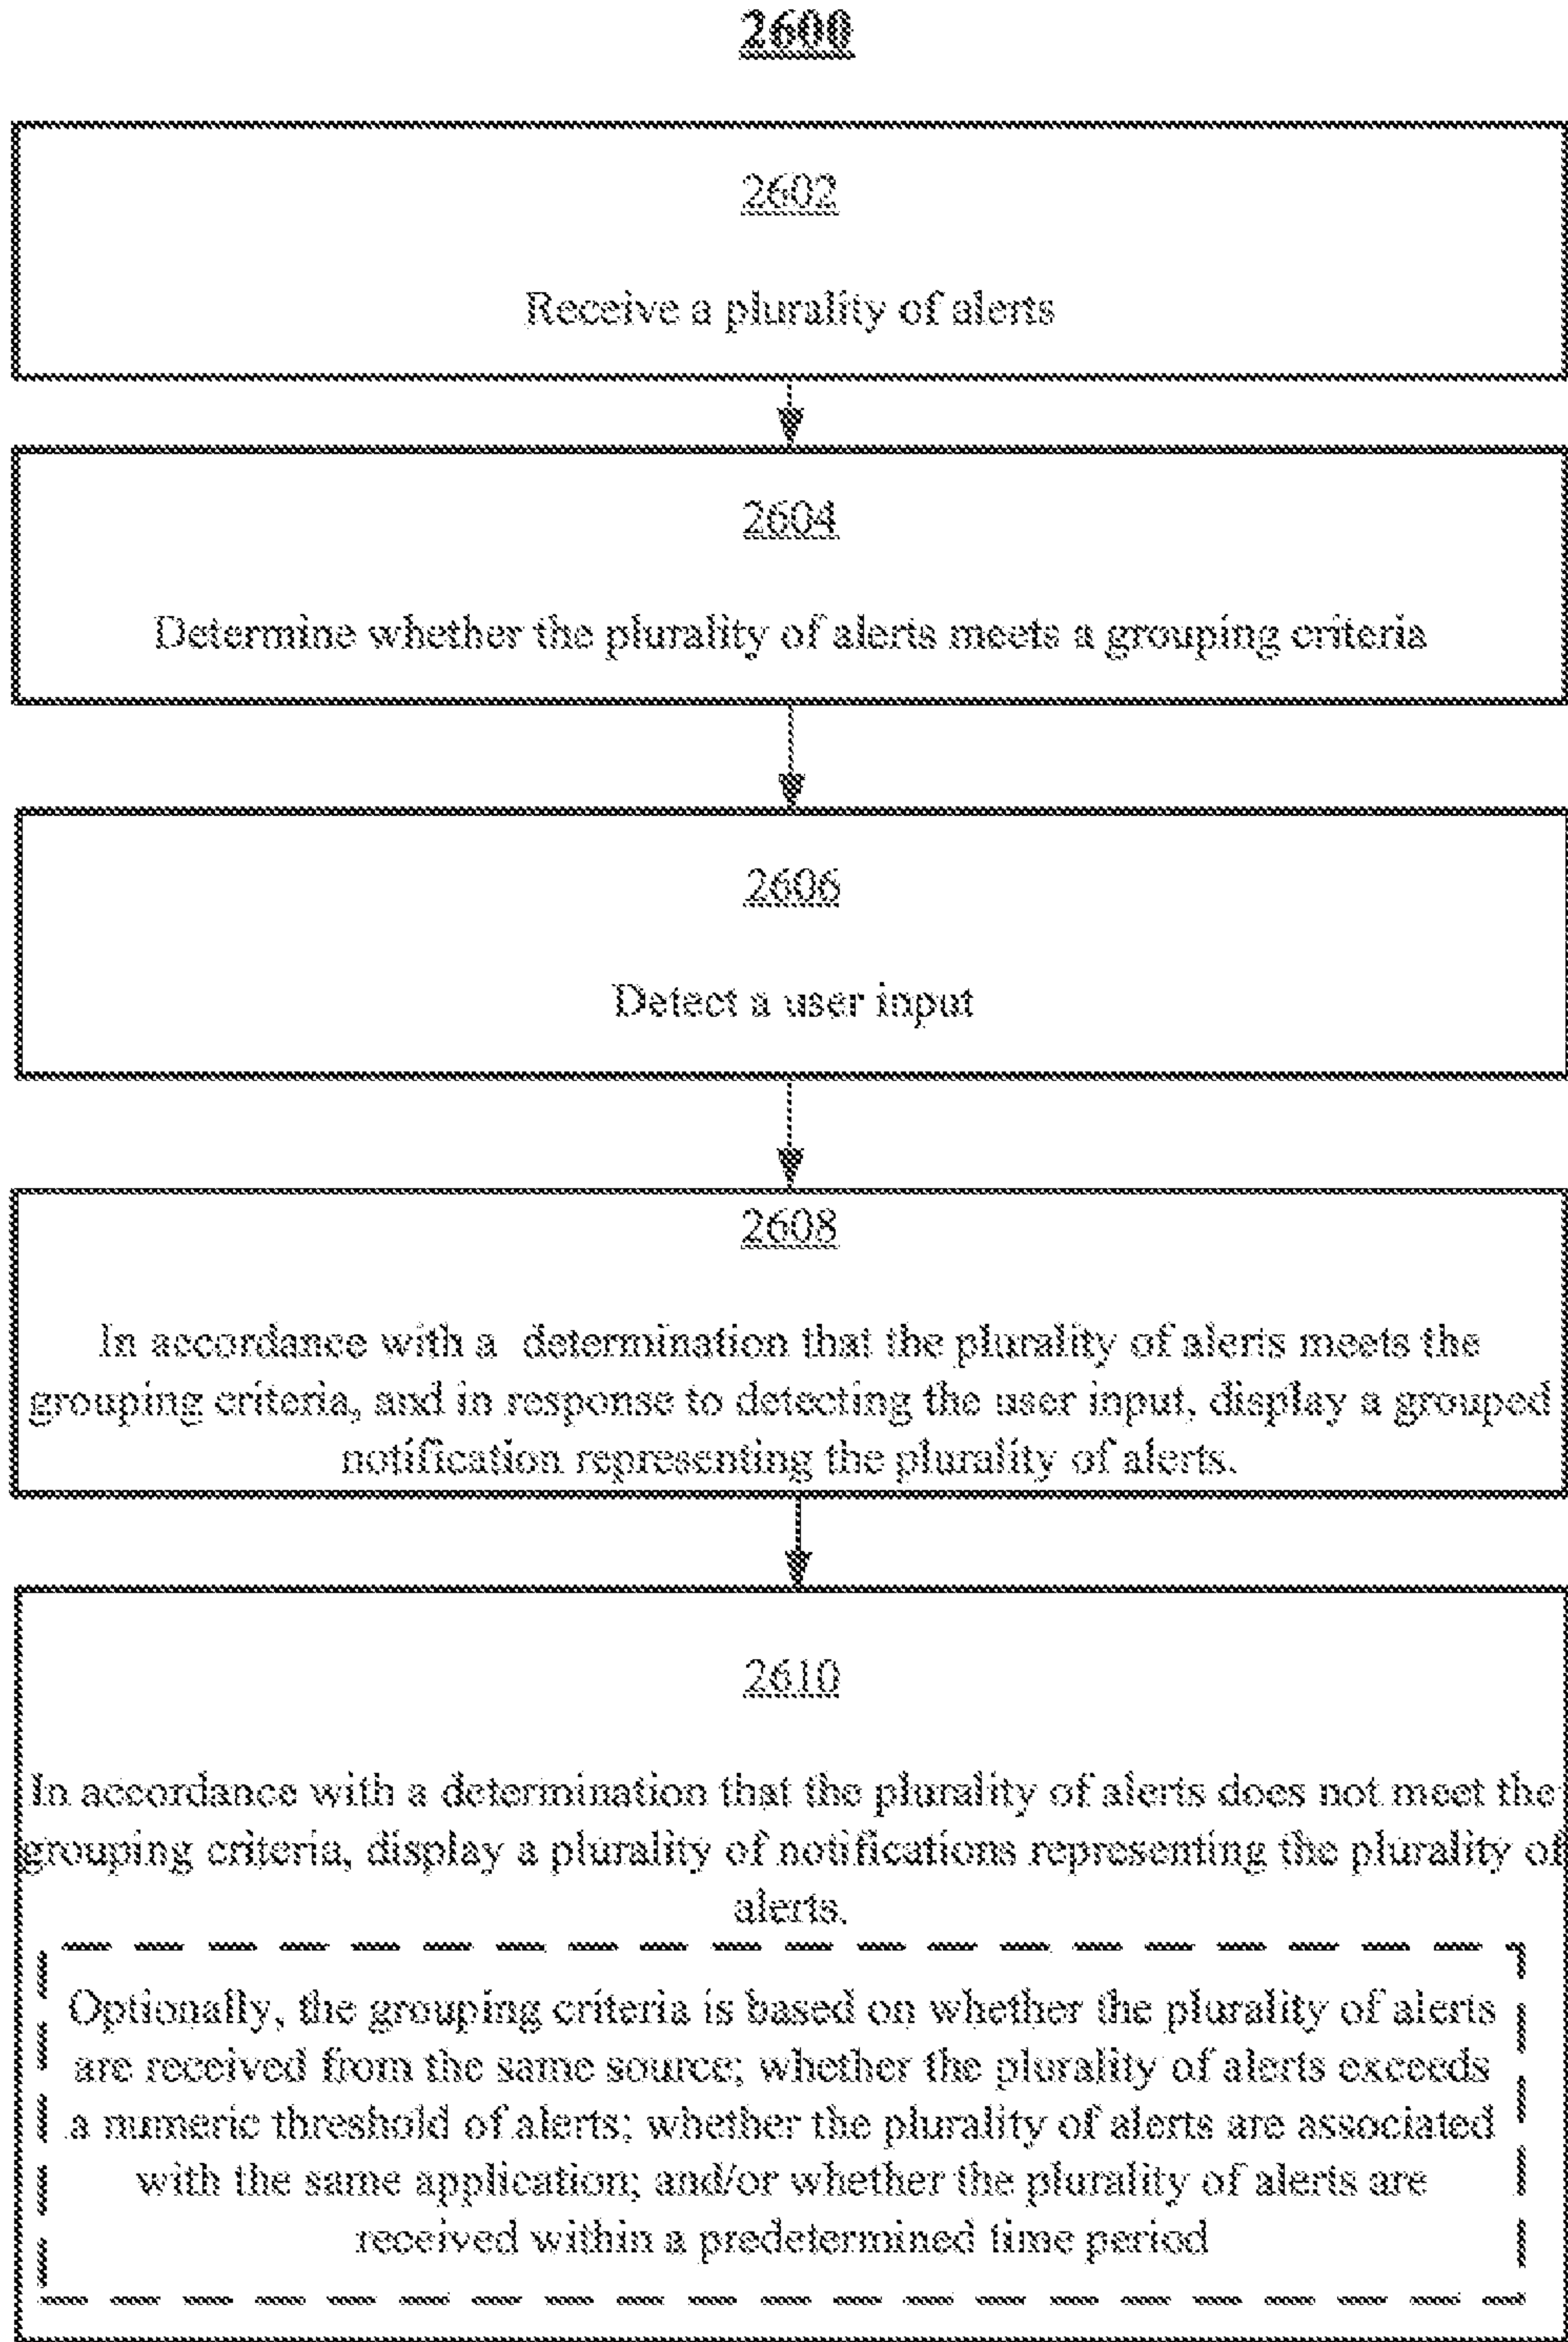 2600
2602
Receive a plurality of alerts
2604
Determine whether the plurality of alerts meets a grouping criteria
2606
Detect a user input
2608
In accordance with a determination that the plurality of alerts meets the
grouping criteria, and in response to detecting the user input, display a grouped
notification representing the plurality of alerts.
2610
In accordance with a determination that the plurality of alerts does not meet the
grouping criteria, display a plurality of notifications representing the plurality of
alerts.
Optionally, the grouping criteria is based on whether the plurality of alerts
are received from the same source; whether the plurality of alerts exceeds
a numeric threshold of alerts; whether the plurality of alerts are associated
with the same application; and/or whether the plurality of alerts are
received within a predetermined time period